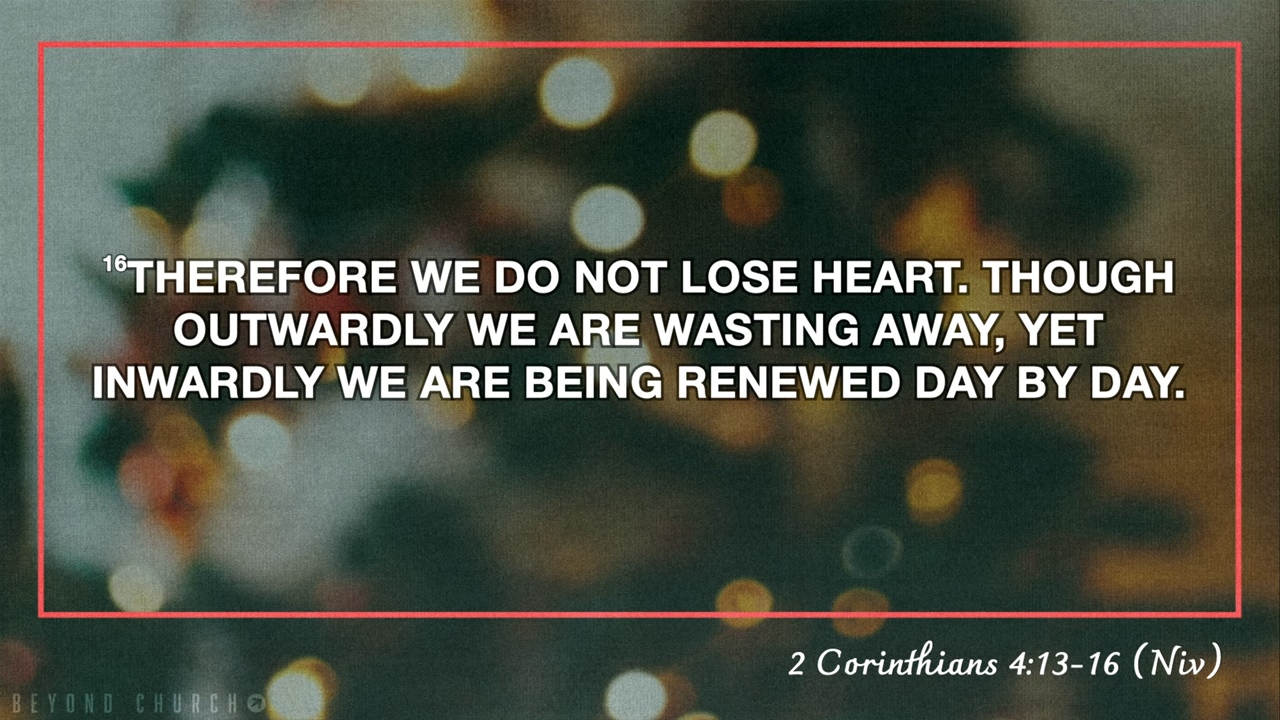 16THEREFORE WE DO NOT LOSE HEART. THOUGH
OUTWARDLY WE ARE WASTING AWAY, YET
INWARDLY WE ARE BEING RENEWED DAY BY DAY.
2 Corinthians 4:13-16 (Niv)
BEYOND CHURCH